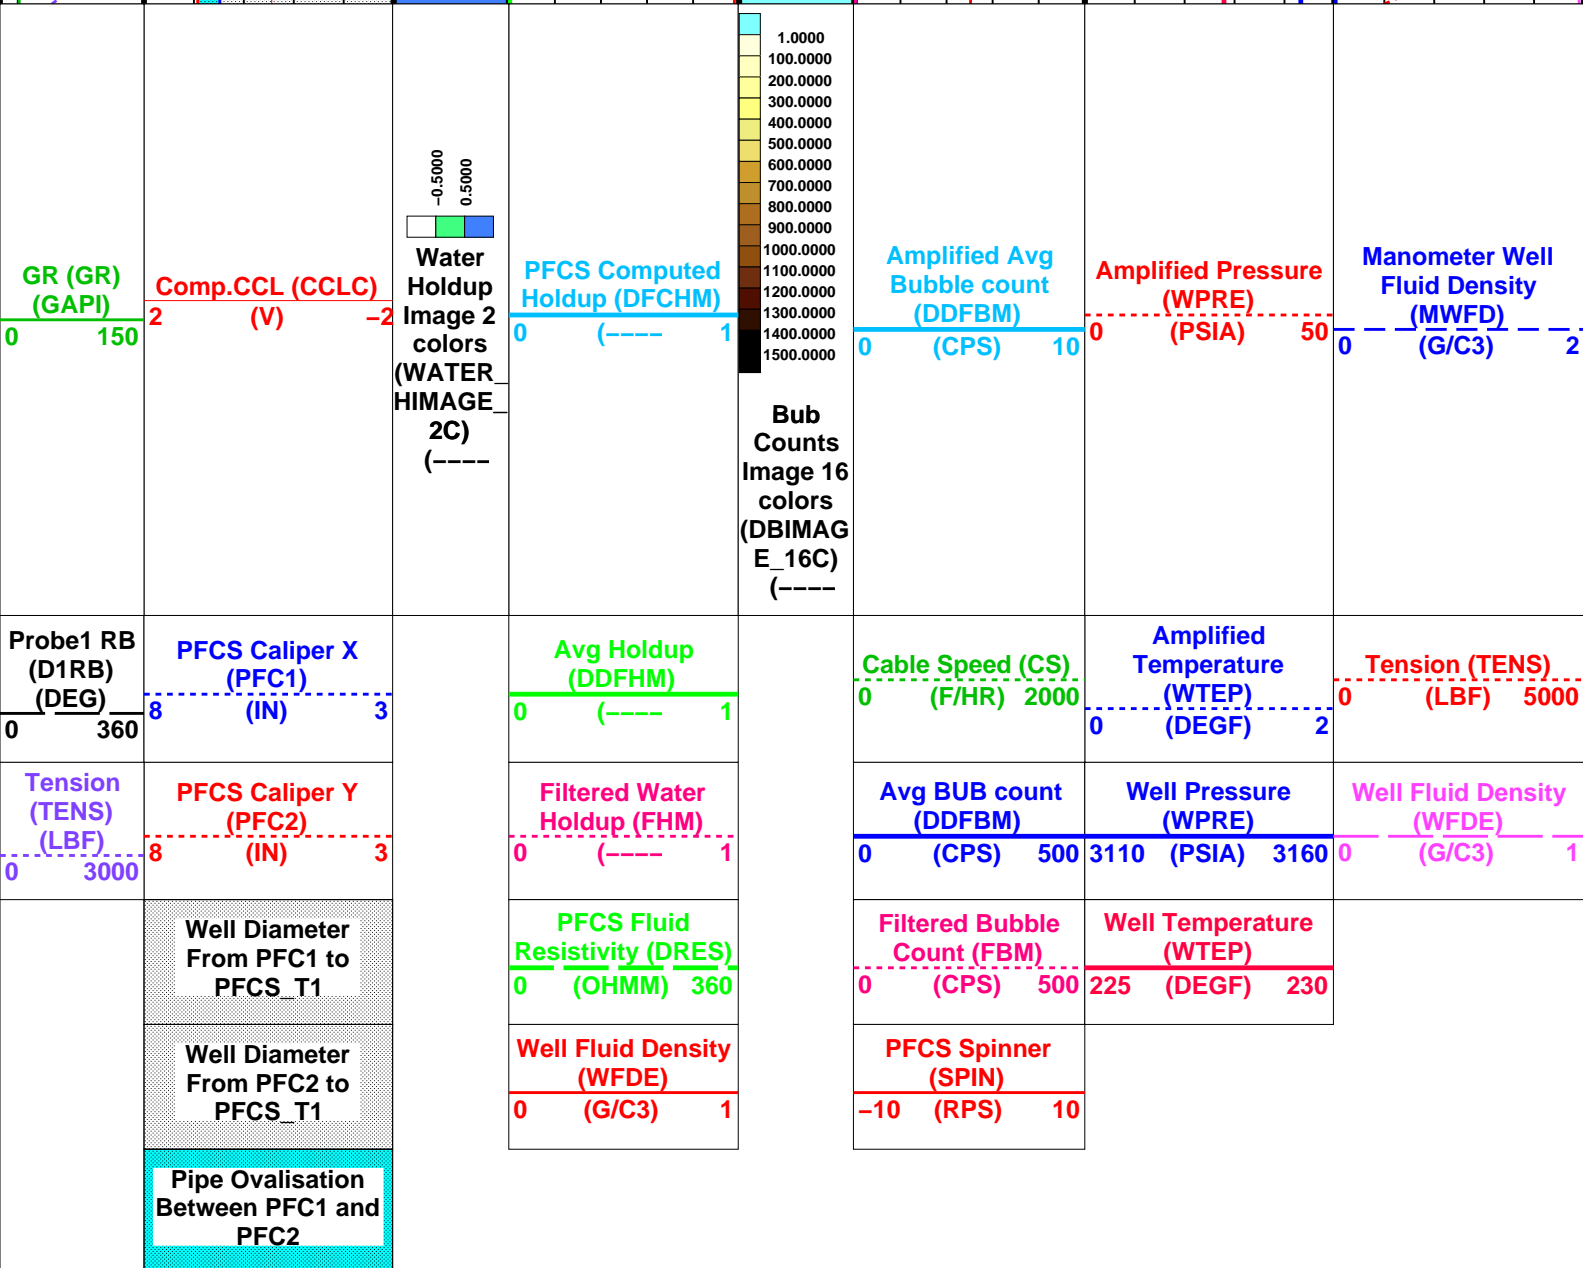 GR (GR)
(GAPI)
0 150
Comp.CCL (CCLC)
2 (V) −2
−0.5000
0.5000
Water
Holdup
Image 2
colors
(WATER_
HIMAGE_
2C)
(−−−−
PFCS Computed
Holdup (DFCHM)
0 (−−−− 1
1.0000
100.0000
200.0000
300.0000
400.0000
500.0000
600.0000
700.0000
800.0000
900.0000
1000.0000
1100.0000
1200.0000
1300.0000
1400.0000
1500.0000
Bub
Counts
Image 16
colors
(DBIMAG
E_16C)
(−−−−
Amplified Avg
Bubble count
(DDFBM)
0 (CPS) 10
Amplified Pressure
(WPRE)
0 (PSIA) 50
Manometer Well
Fluid Density
(MWFD)
0 (G/C3) 2
Probe1 RB
(D1RB)
(DEG)
0 360
PFCS Caliper X
(PFC1)
8 (IN) 3
Avg Holdup
(DDFHM)
0 (−−−− 1
Cable Speed (CS)
0 (F/HR) 2000
Amplified
Temperature
(WTEP)
0 (DEGF) 2
Tension (TENS)
0 (LBF) 5000
Tension
(TENS)
(LBF)
0 3000
PFCS Caliper Y
(PFC2)
8 (IN) 3
Filtered Water
Holdup (FHM)
0 (−−−− 1
Avg BUB count
(DDFBM)
0 (CPS) 500
Well Pressure
(WPRE)
3110 (PSIA) 3160
Well Fluid Density
(WFDE)
0 (G/C3) 1
Well Diameter
From PFC1 to
PFCS_T1
PFCS Fluid
Resistivity (DRES)
0 (OHMM) 360
Filtered Bubble
Count (FBM)
0 (CPS) 500
Well Temperature
(WTEP)
225 (DEGF) 230
Well Diameter
From PFC2 to
PFCS_T1
Well Fluid Density
(WFDE)
0 (G/C3) 1
PFCS Spinner
(SPIN)
−10 (RPS) 10
Pipe Ovalisation
Between PFC1 and
PFC2